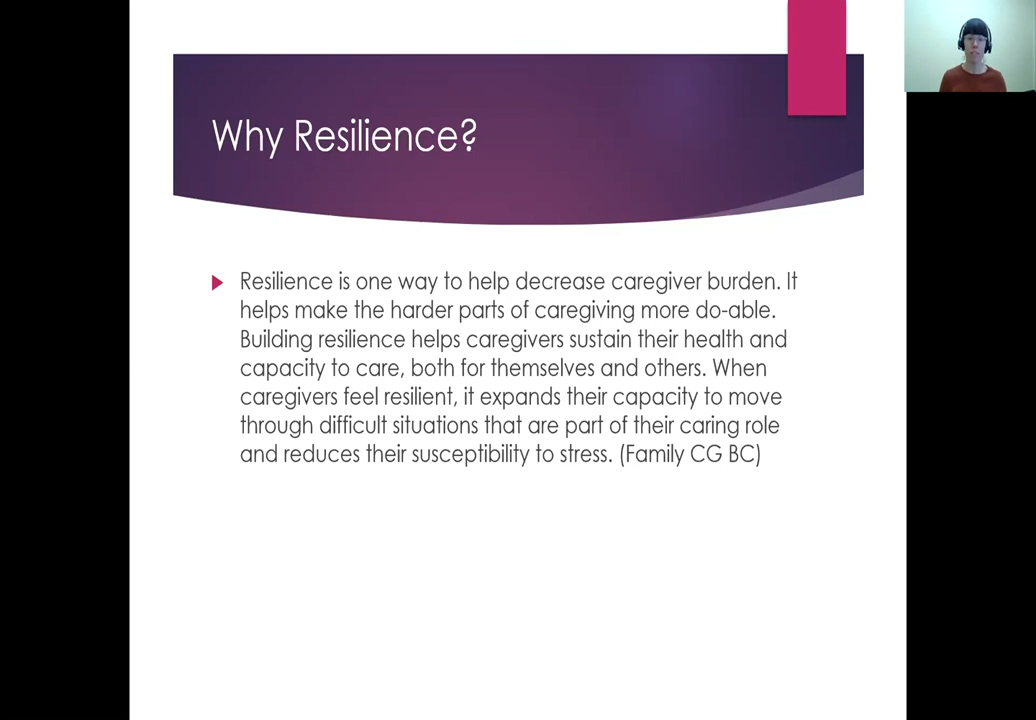 Why Resilience?
Resilience is one way to help decrease caregiver burden. It
helps make the harder parts of caregiving more do-able.
Building resilience helps caregivers sustain their health and
capacity to care, both for themselves and others. When
caregivers feel resilient, it expands their capacity to move
through difficult situations that are part of their caring role
and reduces their susceptibility to stress. (Family CG BC)